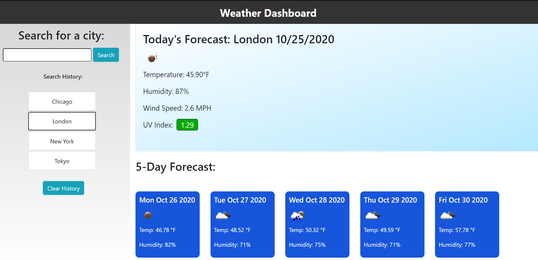 Weather Dashboard
Search for a city:
Search
Search History:
Chicago
London
New York
Tokyo
Clear History
Today's Forecast: London 10/25/2020
Temperature: 45.90°F
Humidity: 87%
Wind Speed: 2.6 MPH
UV Index: 1.29
5-Day Forecast:
Mon Oct 26 2020
Temp: 46.78 °F
Humidity: 82%
Tue Oct 27 2020
Temp: 48.52 °F
Humidity: 71%
Wed Oct 28 2020
Temp: 50.32 °F
Humidity: 75%
Thu Oct 29 2020
Temp: 49.59 °F
Humidity: 71%
Fri Oct 30 2020
Temp: 57.78 °F
Humidity: 77%